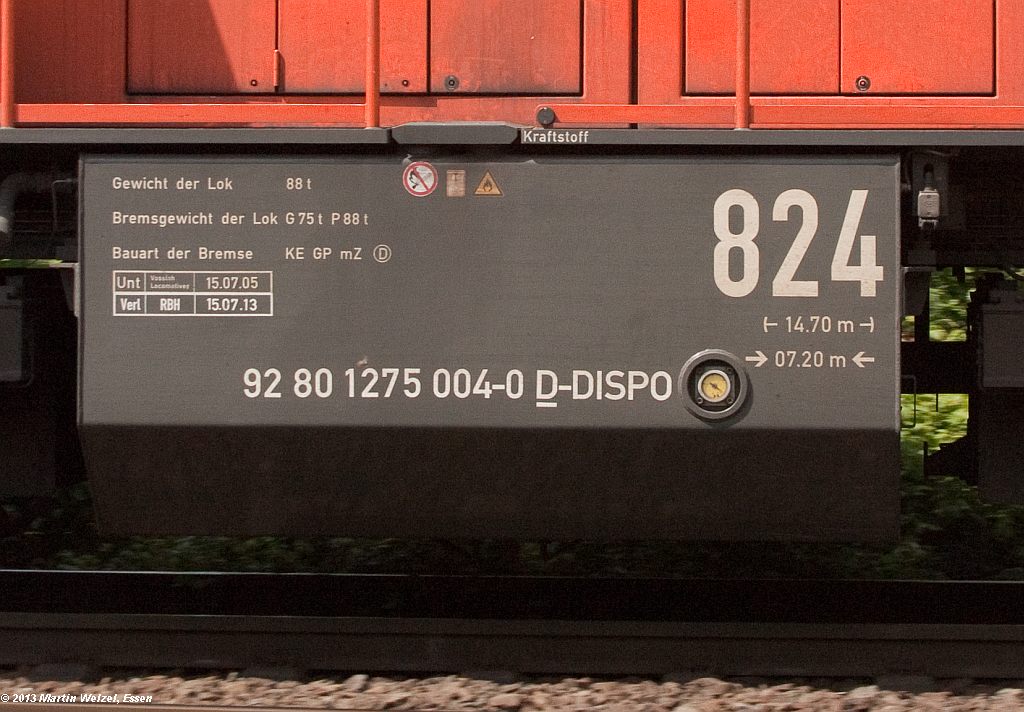 Kraftstoff
Gewicht der Lok 88 t
Bremsgewicht der Lok G 75 t P 88 t
Bauart der Bremse KE GP mZ Ⓓ
Unt Vossloh Locomotives 15.07.05
Verl RBH 15.07.13
824
14.70 m
07.20 m
92 80 1275 004-0 D-DISPO
© 2013 Martin Welzel, Essen